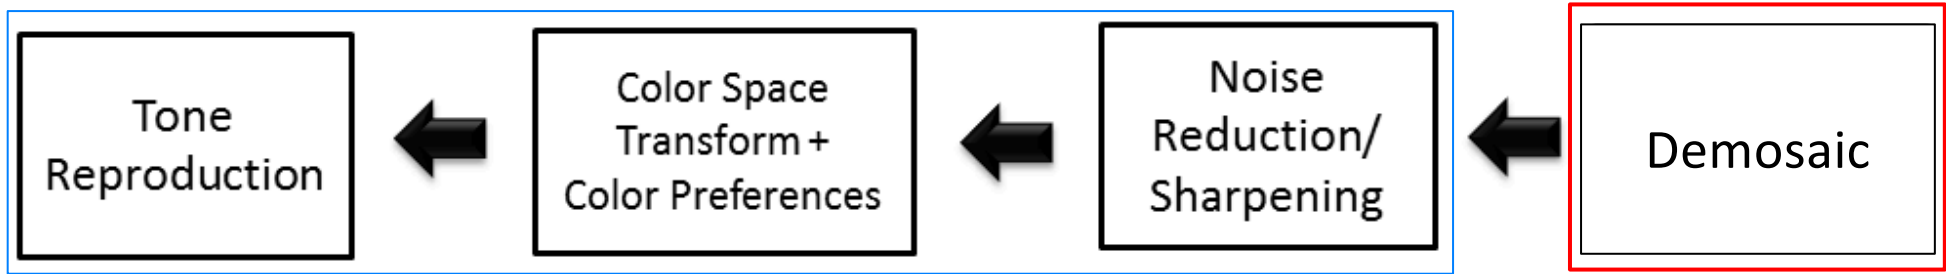 Tone
Reproduction
Color Space
Transform +
Color Preferences
Noise
Reduction/
Sharpening
Demosaic